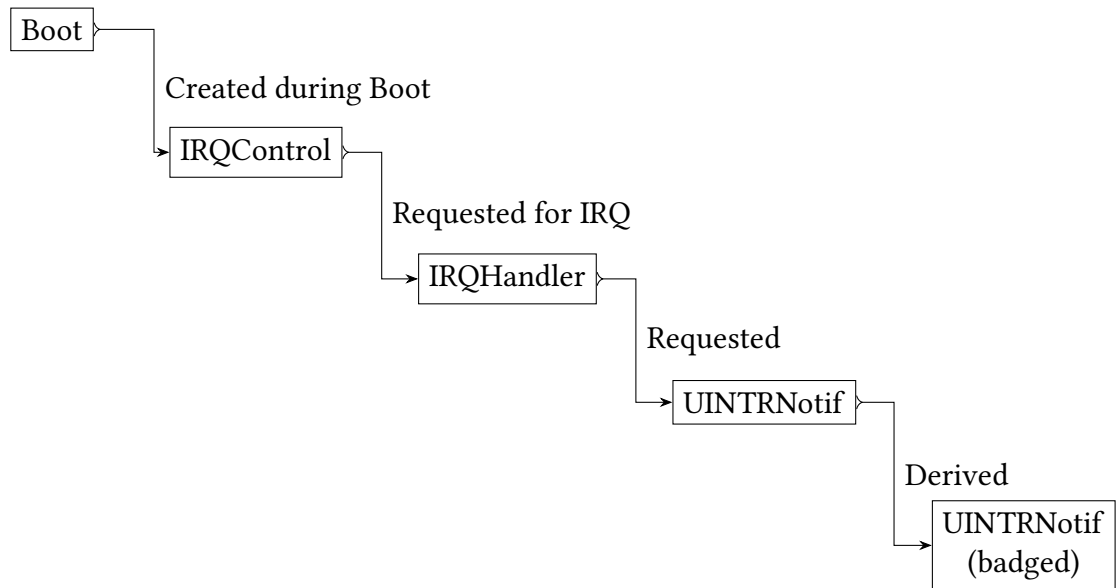 Boot
Created during Boot
IRQControl
Requested for IRQ
IRQHandler
Requested
UINTRNotif
Derived
UINTRNotif
(badged)